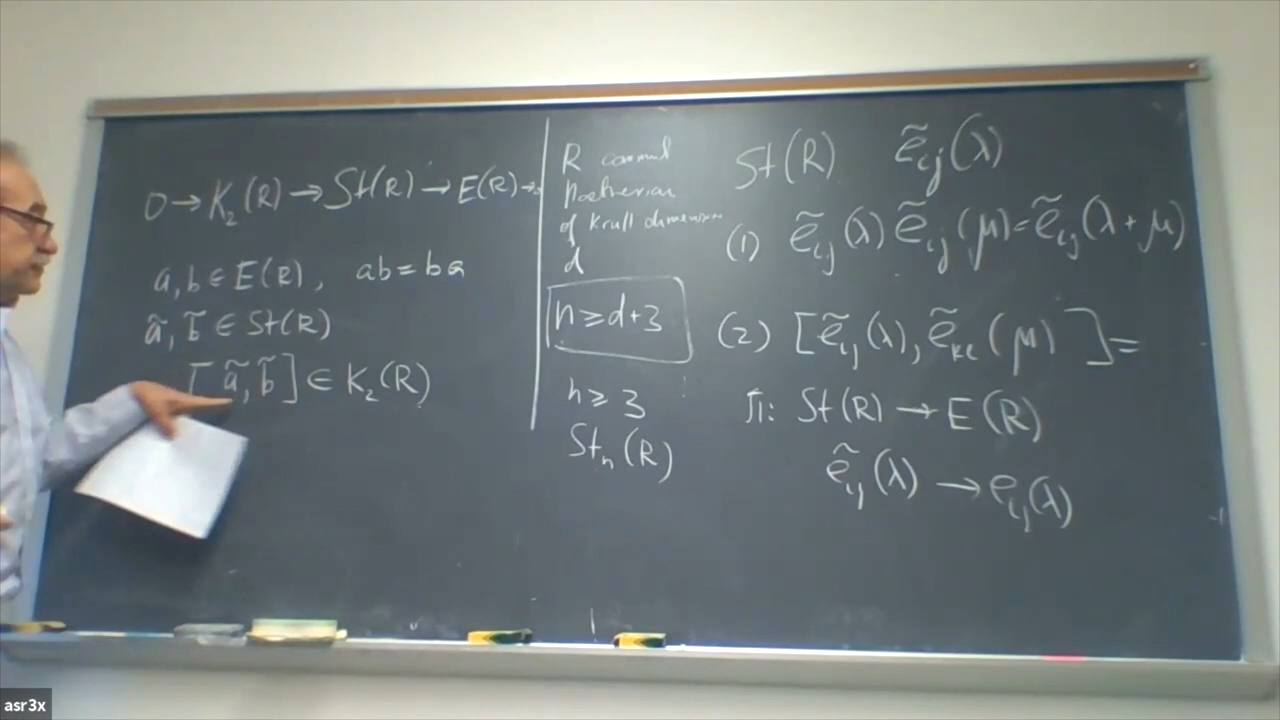 0 → K₂(R) → St(R) → E(R) →
a, b ∈ E(R), ab = ba
ã, b̃ ∈ St(R)
[ã, b̃] ∈ K₂(R)
R commut
Noetherian
of Krull dimension
d
n ≥ d+3
n ≥ 3
Stₙ(R)
St(R) ẽᵢⱼ(λ)
(1) ẽᵢⱼ(λ) ẽᵢⱼ(μ) = ẽᵢⱼ(λ + μ)
(2) [ẽᵢⱼ(λ), ẽₖₗ(μ)] =
π: St(R) → E(R)
ẽᵢⱼ(λ) → eᵢⱼ(λ)
asr3x